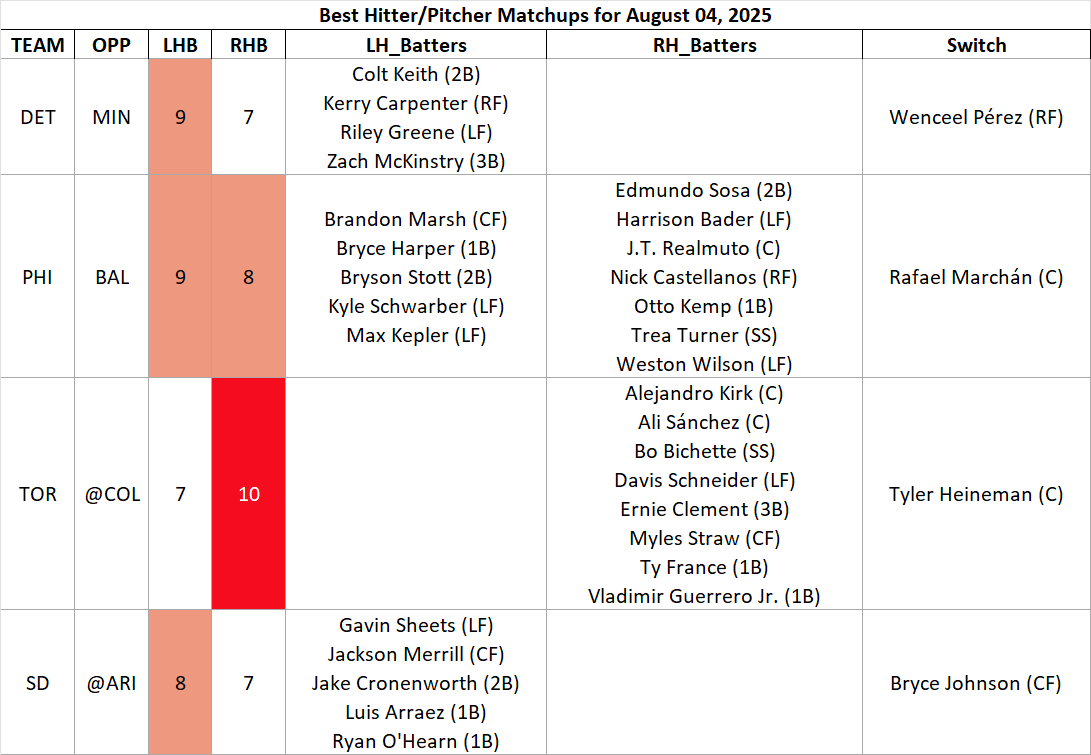 Best Hitter/Pitcher Matchups for August 04, 2025
TEAM OPP LHB RHB LH_Batters RH_Batters Switch
DET MIN 9 7
Colt Keith (2B)
Kerry Carpenter (RF)
Riley Greene (LF)
Zach McKinstry (3B)
Wenceel Pérez (RF)
PHI BAL 9 8
Brandon Marsh (CF)
Bryce Harper (1B)
Bryson Stott (2B)
Kyle Schwarber (LF)
Max Kepler (LF)
Edmundo Sosa (2B)
Harrison Bader (LF)
J.T. Realmuto (C)
Nick Castellanos (RF)
Otto Kemp (1B)
Trea Turner (SS)
Weston Wilson (LF)
Rafael Marchán (C)
TOR @COL 7 10
Alejandro Kirk (C)
Ali Sánchez (C)
Bo Bichette (SS)
Davis Schneider (LF)
Ernie Clement (3B)
Myles Straw (CF)
Ty France (1B)
Vladimir Guerrero Jr. (1B)
Tyler Heineman (C)
SD @ARI 8 7
Gavin Sheets (LF)
Jackson Merrill (CF)
Jake Cronenworth (2B)
Luis Arraez (1B)
Ryan O'Hearn (1B)
Bryce Johnson (CF)